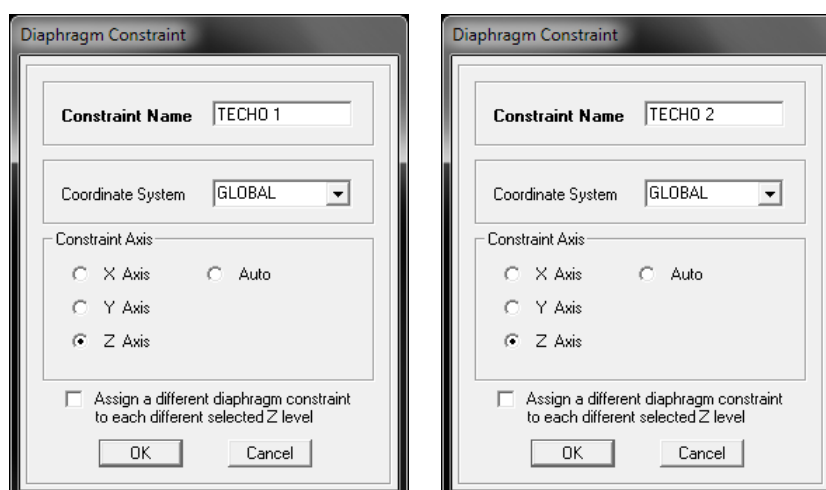 Diaphragm Constraint
Constraint Name TECHO 1
Coordinate System GLOBAL
Constraint Axis
X Axis Auto
Y Axis
Z Axis
Assign a different diaphragm constraint
to each different selected Z level
OK Cancel
Diaphragm Constraint
Constraint Name TECHO 2
Coordinate System GLOBAL
Constraint Axis
X Axis Auto
Y Axis
Z Axis
Assign a different diaphragm constraint
to each different selected Z level
OK Cancel